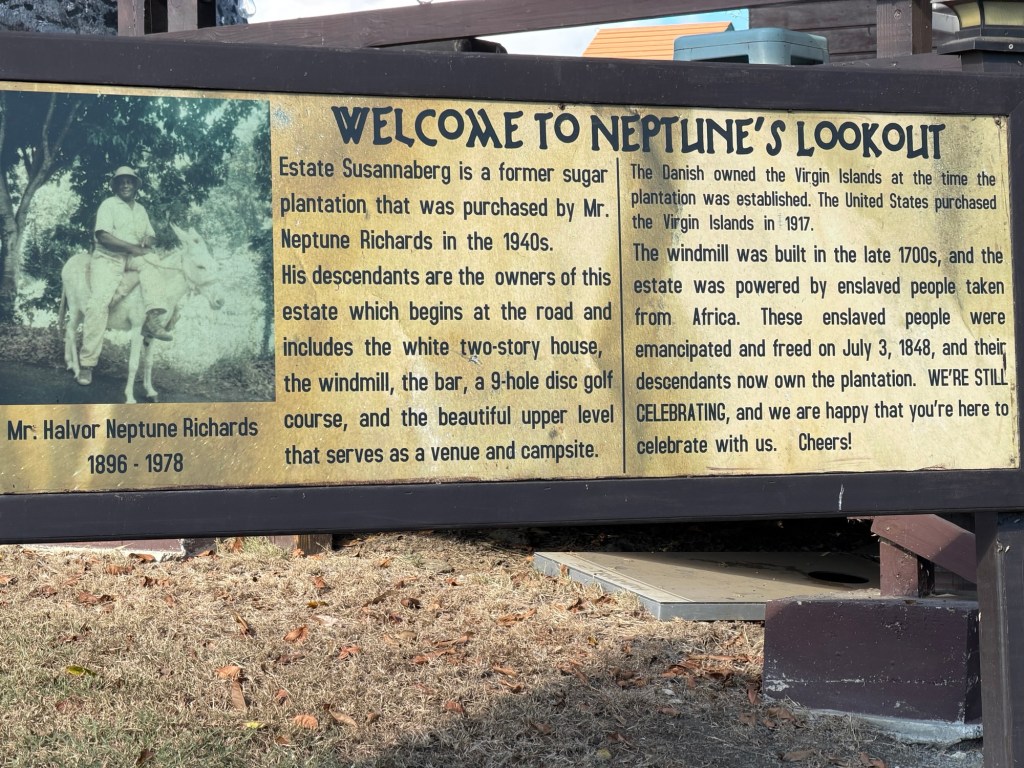 WELCOME TO NEPTUNE'S LOOKOUT
Estate Susannaberg is a former sugar
plantation that was purchased by Mr.
Neptune Richards in the 1940s.
His descendants are the owners of this
estate which begins at the road and
includes the white two-story house,
the windmill, the bar, a 9-hole disc golf
course, and the beautiful upper level
that serves as a venue and campsite.
The Danish owned the Virgin Islands at the time the
plantation was established. The United States purchased
the Virgin Islands in 1917.
The windmill was built in the late 1700s, and the
estate was powered by enslaved people taken
from Africa. These enslaved people were
emancipated and freed on July 3, 1848, and their
descendants now own the plantation. WE'RE STILL
CELEBRATING, and we are happy that you're here to
celebrate with us. Cheers!
Mr. Halvor Neptune Richards
1896 - 1978